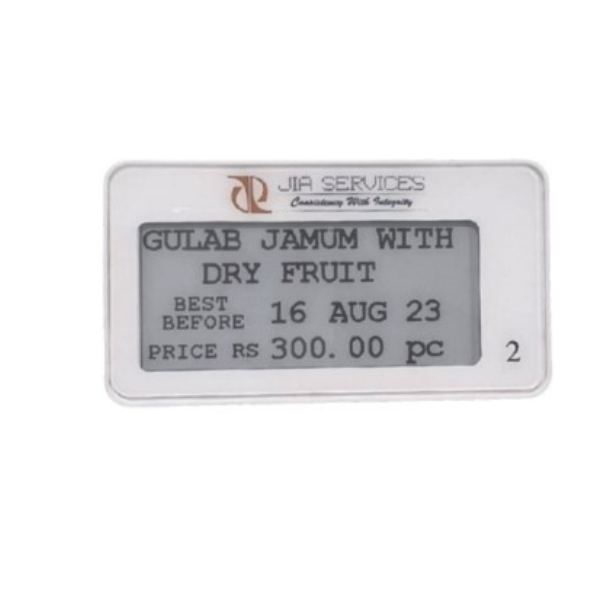 JIA SERVICES
Consistency With Integrity
GULAB JAMUM WITH
DRY FRUIT
BEST
BEFORE 16 AUG 23
PRICE RS 300.00 pc
2